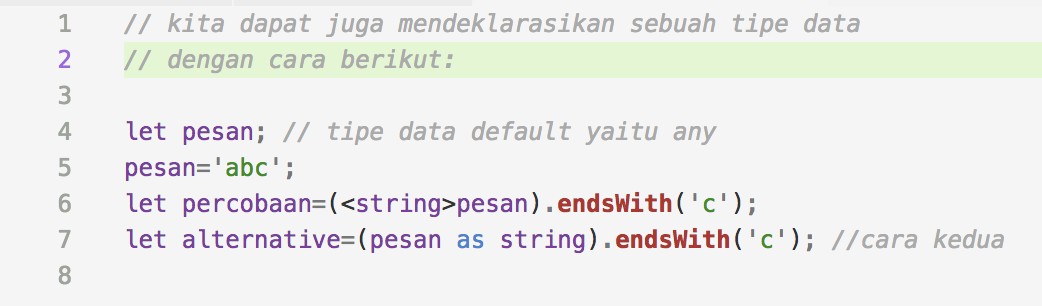 1 // kita dapat juga mendeklarasikan sebuah tipe data
2 // dengan cara berikut:
3
4 let pesan; // tipe data default yaitu any
5 pesan='abc';
6 let percobaan=(<string>pesan).endsWith('c');
7 let alternative=(pesan as string).endsWith('c'); //cara kedua
8